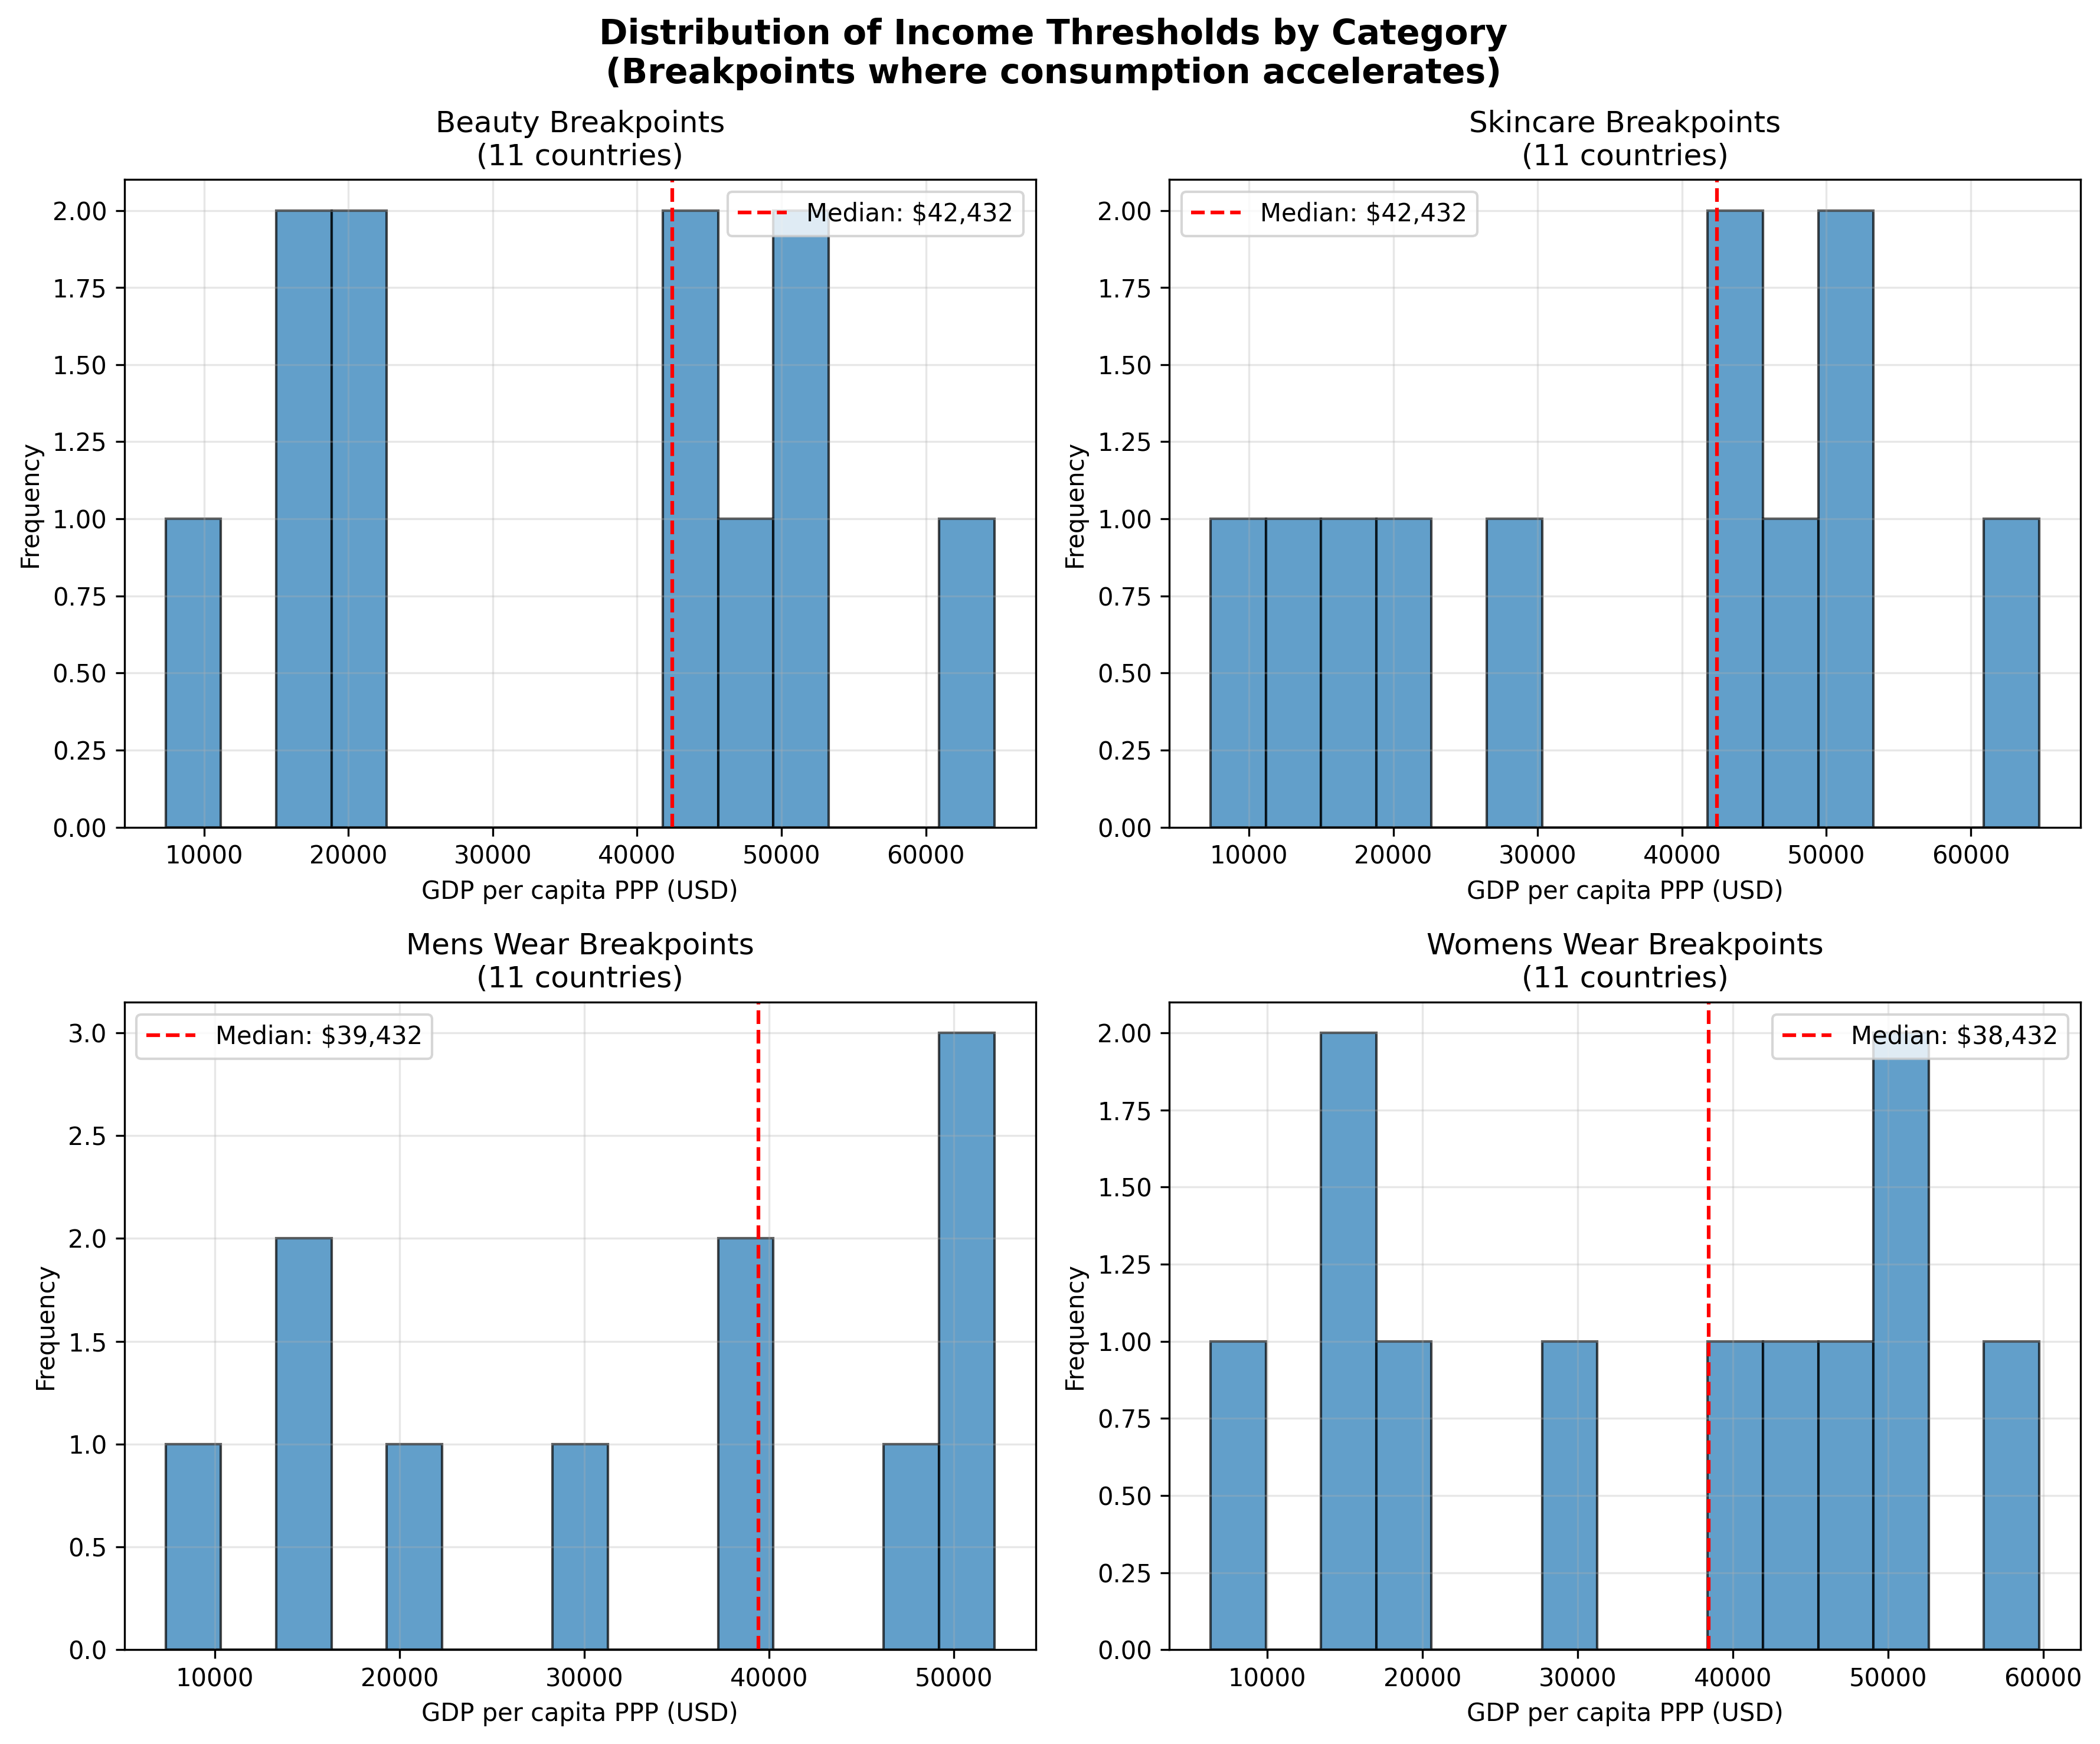 Distribution of Income Thresholds by Category
(Breakpoints where consumption accelerates)
Beauty Breakpoints
(11 countries)
Median: $42,432
2.00
1.75
1.50
1.25
1.00
0.75
0.50
0.25
0.00
Frequency
10000 20000 30000 40000 50000 60000
GDP per capita PPP (USD)
Skincare Breakpoints
(11 countries)
Median: $42,432
2.00
1.75
1.50
1.25
1.00
0.75
0.50
0.25
0.00
Frequency
10000 20000 30000 40000 50000 60000
GDP per capita PPP (USD)
Mens Wear Breakpoints
(11 countries)
Median: $39,432
3.0
2.5
2.0
1.5
1.0
0.5
0.0
Frequency
10000 20000 30000 40000 50000
GDP per capita PPP (USD)
Womens Wear Breakpoints
(11 countries)
Median: $38,432
2.00
1.75
1.50
1.25
1.00
0.75
0.50
0.25
0.00
Frequency
10000 20000 30000 40000 50000 60000
GDP per capita PPP (USD)